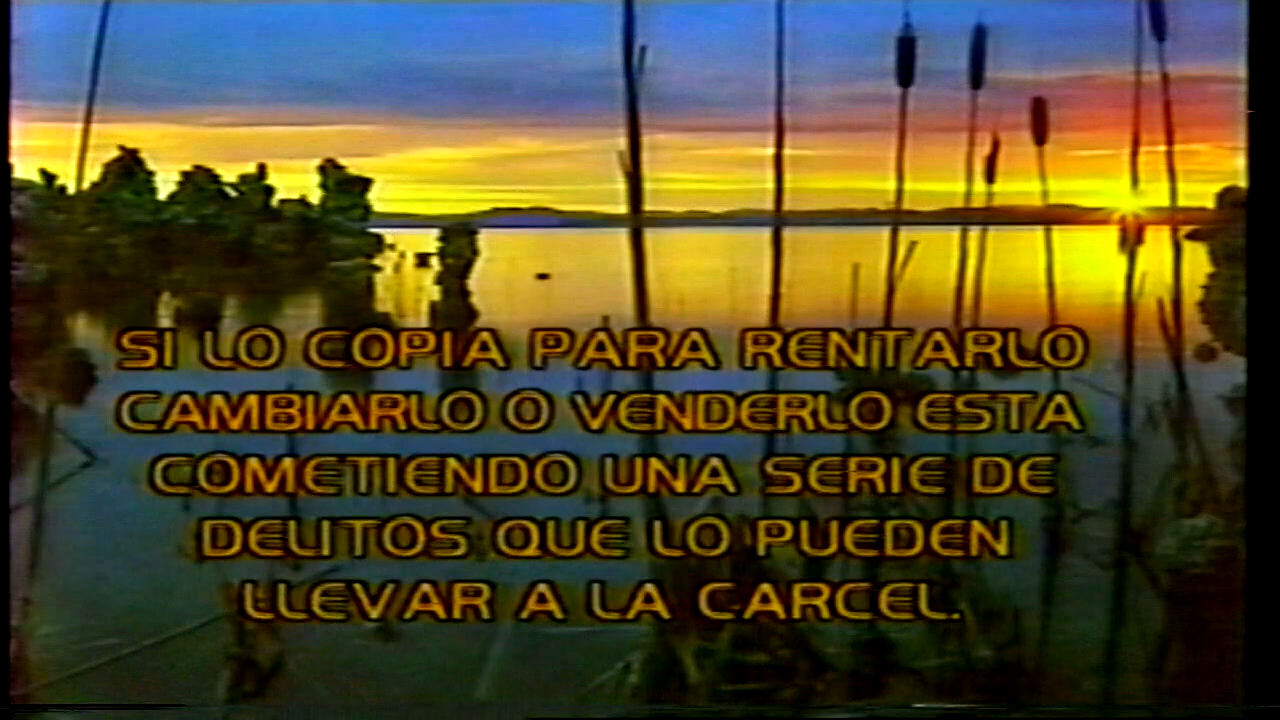 SI LO COPIA PARA RENTARLO
CAMBIARLO O VENDERLO ESTA
COMETIENDO UNA SERIE DE
DELITOS QUE LO PUEDEN
LLEVAR A LA CARCEL.